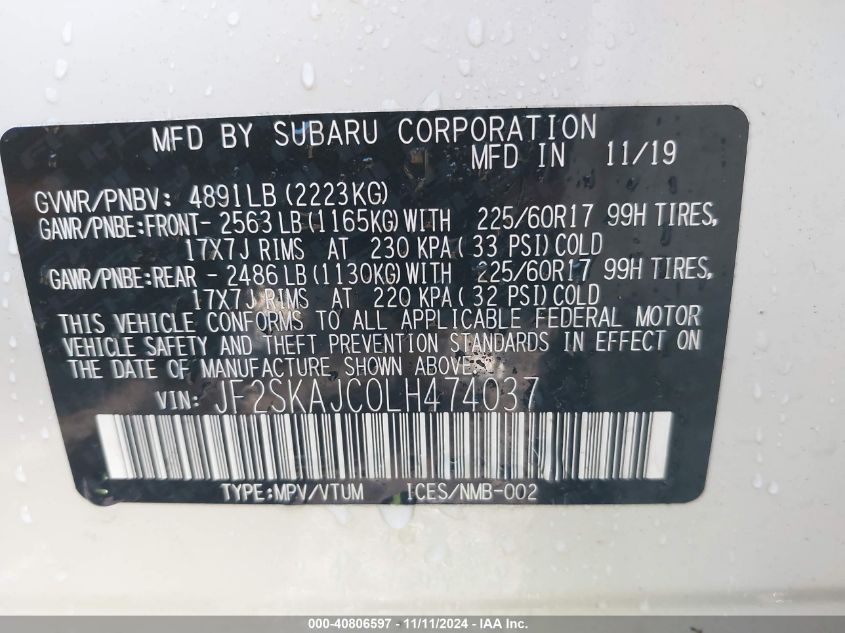 MFD BY SUBARU CORPORATION
MFD IN 11/19
GVWR/PNBV: 4891LB(2223KG)
GAWR/PNBE:FRONT- 2563LB(1165KG)WITH 225/60R17 99H TIRES,
17X7J RIMS AT 230 KPA( 33 PSI)COLD
GAWR/PNBE:REAR - 2486LB(1130KG)WITH 225/60R17 99H TIRES,
17X7J RIMS AT 220 KPA( 32 PSI)COLD
THIS VEHICLE CONFORMS TO ALL APPLICABLE FEDERAL MOTOR
VEHICLE SAFETY AND THEFT PREVENTION STANDARDS IN EFFECT ON
THE DATE OF MANUFACTURE SHOWN ABOVE.
VIN: JF2SKAJC0LH474037
TYPE:MPV/VTUM ICES/NMB-002
000-40806597 - 11/11/2024 - IAA Inc.